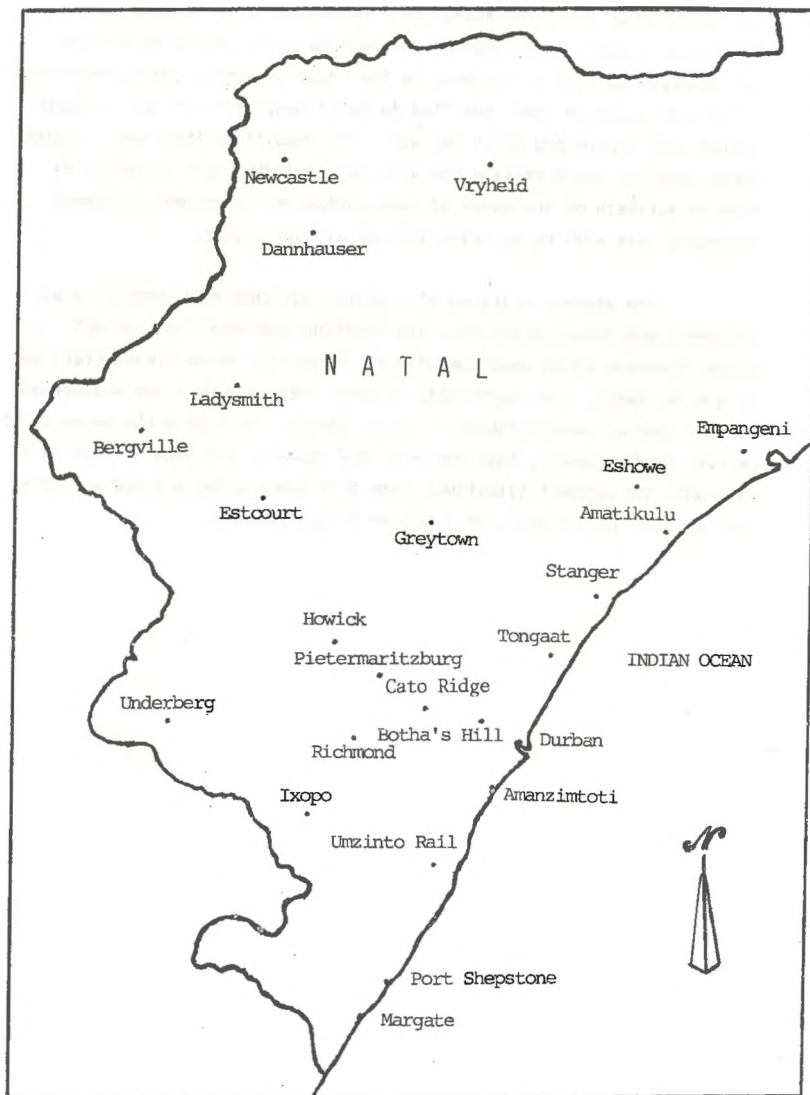 Newcastle
Vryheid
Dannhauser
NATAL
Ladysmith
Bergville
Empangeni
Eshowe
Estcourt
Amatikulu
Greytown
Stanger
Howick
Tongaat
Pietermaritzburg
INDIAN OCEAN
Cato Ridge
Underberg
Botha's Hill
Durban
Richmond
Ixopo
Amanzimtoti
Umzinto Rail
N
Port Shepstone
Margate